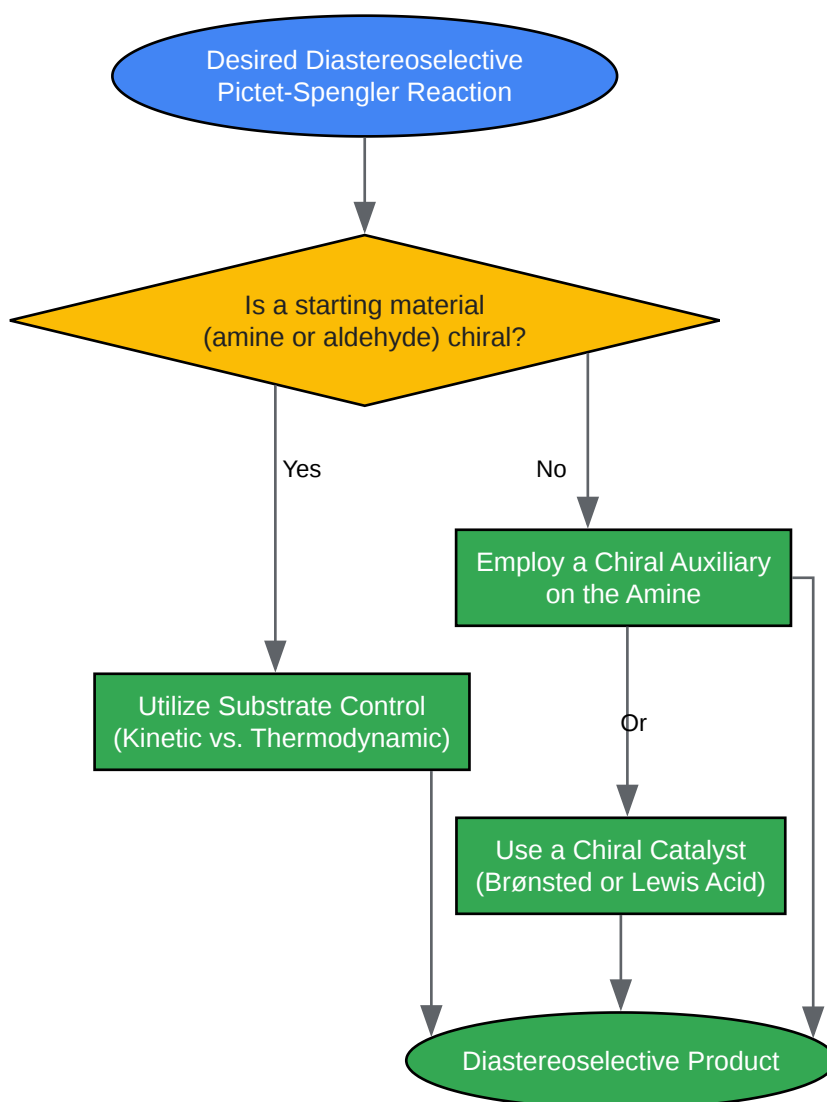 Desired Diastereoselective
Pictet-Spengler Reaction
Is a starting material
(amine or aldehyde) chiral?
Yes
No
Employ a Chiral Auxiliary
on the Amine
Utilize Substrate Control
(Kinetic vs. Thermodynamic)
Or
Use a Chiral Catalyst
(Brønsted or Lewis Acid)
Diastereoselective Product